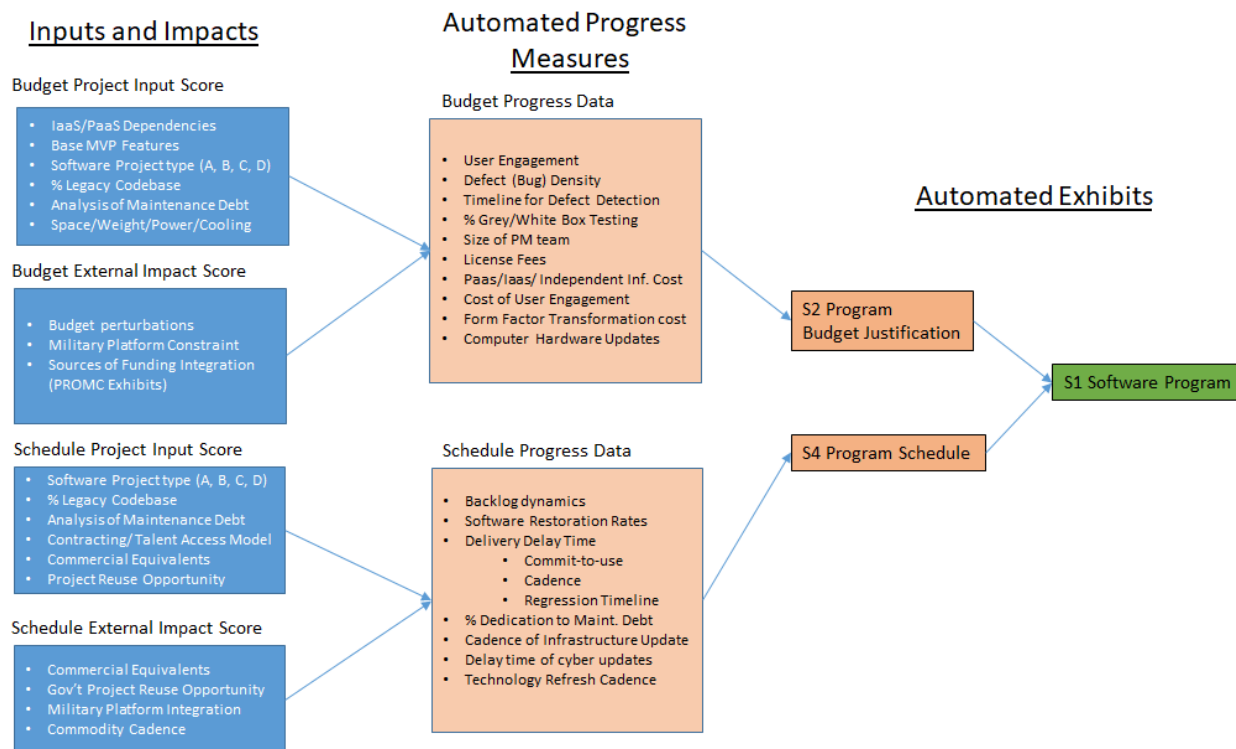 Inputs and Impacts
Budget Project Input Score
• IaaS/PaaS Dependencies
• Base MVP Features
• Software Project type (A, B, C, D)
• % Legacy Codebase
• Analysis of Maintenance Debt
• Space/Weight/Power/Cooling
Budget External Impact Score
• Budget perturbations
• Military Platform Constraint
• Sources of Funding Integration
(PROMC Exhibits)
Schedule Project Input Score
• Software Project type (A, B, C, D)
• % Legacy Codebase
• Analysis of Maintenance Debt
• Contracting/ Talent Access Model
• Commercial Equivalents
• Project Reuse Opportunity
Schedule External Impact Score
• Commercial Equivalents
• Gov't Project Reuse Opportunity
• Military Platform Integration
• Commodity Cadence
Automated Progress
Measures
Budget Progress Data
• User Engagement
• Defect (Bug) Density
• Timeline for Defect Detection
• % Grey/White Box Testing
• Size of PM team
• License Fees
• Paas/Iaas/ Independent Inf. Cost
• Cost of User Engagement
• Form Factor Transformation cost
• Computer Hardware Updates
Schedule Progress Data
• Backlog dynamics
• Software Restoration Rates
• Delivery Delay Time
• Commit-to-use
• Cadence
• Regression Timeline
• % Dedication to Maint. Debt
• Cadence of Infrastructure Update
• Delay time of cyber updates
• Technology Refresh Cadence
Automated Exhibits
S2 Program
Budget Justification
S4 Program Schedule
S1 Software Program